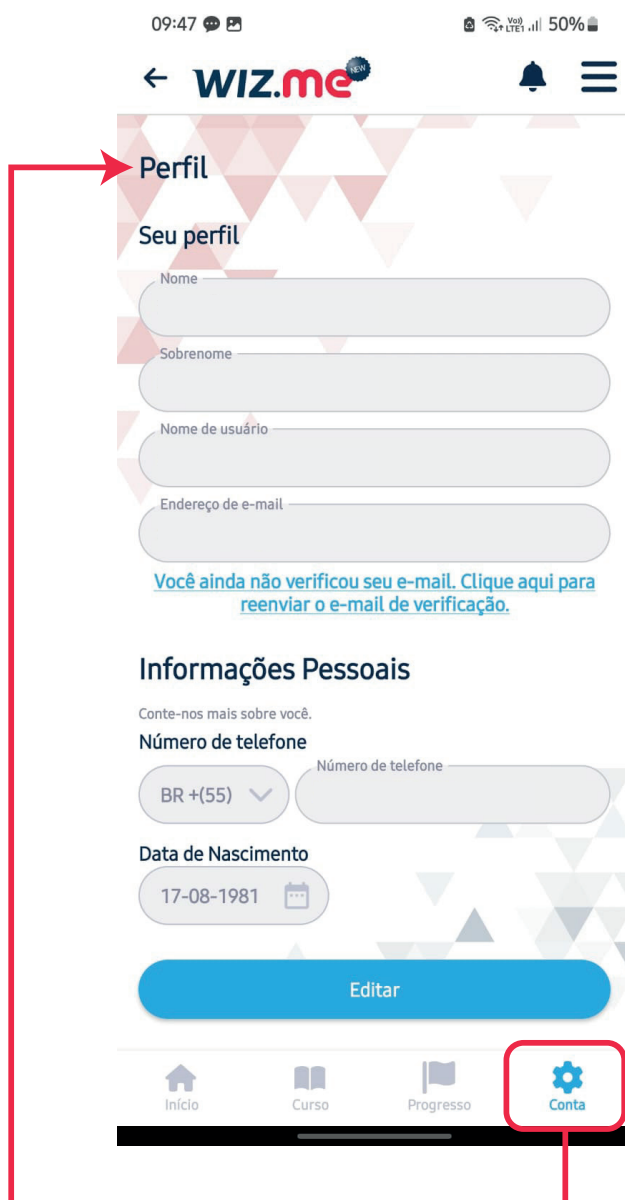 09:47 50%
Vo))
LTE1
WIZ.me NEW
Perfil
Seu perfil
Nome
Sobrenome
Nome de usuário
Endereço de e-mail
Você ainda não verificou seu e-mail. Clique aqui para
reenviar o e-mail de verificação.
Informações Pessoais
Conte-nos mais sobre você.
Número de telefone
Número de telefone
BR +(55)
Data de Nascimento
17-08-1981
Editar
Início Curso Progresso Conta